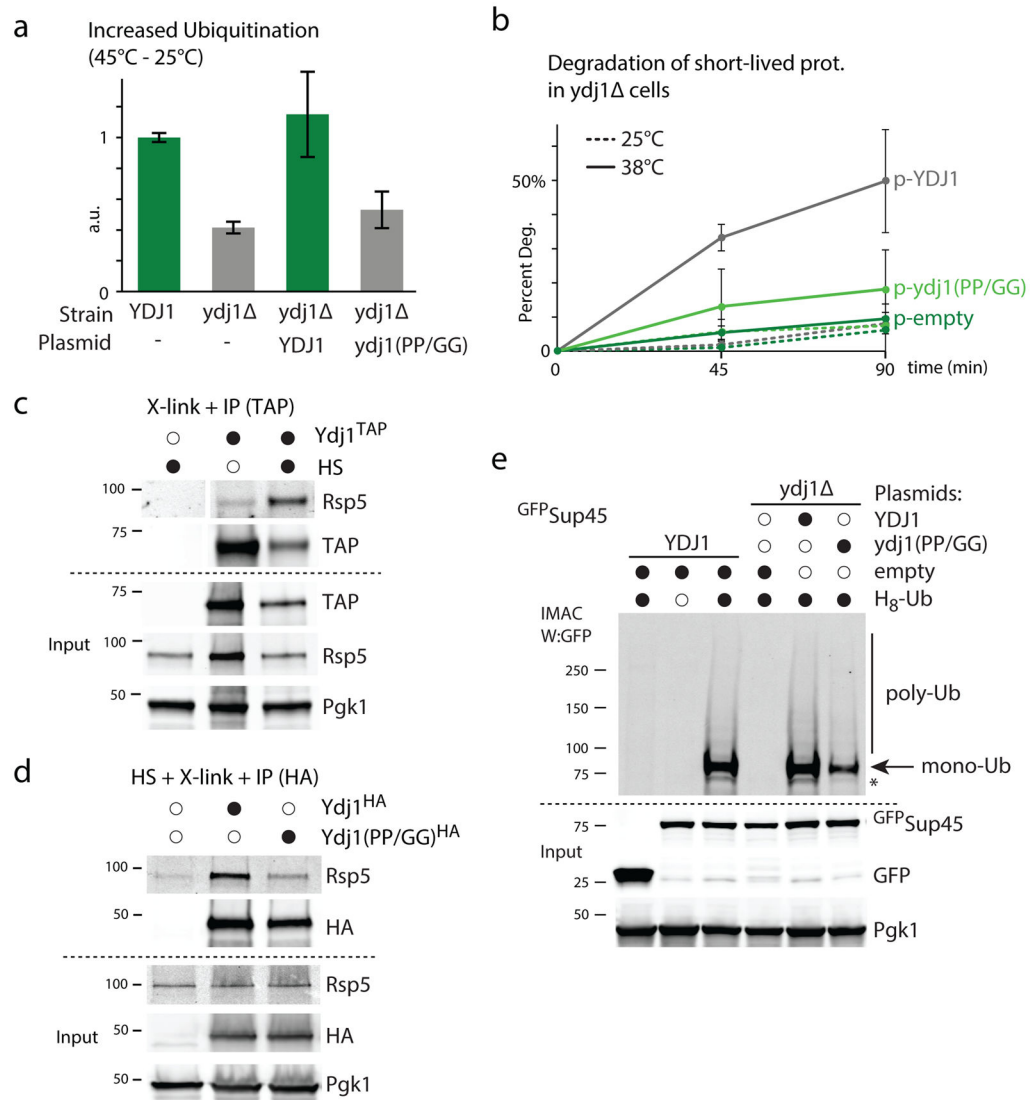 a
Increased Ubiquitination
(45°C - 25°C)
1
a.u.
0
Strain YDJ1 ydj1Δ ydj1Δ ydj1Δ
Plasmid - - YDJ1 ydj1(PP/GG)
b
Degradation of short-lived prot.
in ydj1Δ cells
25°C
38°C
50%
Percent Deg.
p-YDJ1
p-ydj1(PP/GG)
p-empty
0
0 45 90 time (min)
c
X-link + IP (TAP)
Ydj1TAP
HS
100 Rsp5
75 TAP
75 TAP
Input
100 Rsp5
50 Pgk1
d
HS + X-link + IP (HA)
Ydj1HA
Ydj1(PP/GG)HA
100 Rsp5
50 HA
100 Rsp5
Input
50 HA
50 Pgk1
e
ydj1Δ Plasmids:
GFPSup45
YDJ1
YDJ1
ydj1(PP/GG)
empty
H8-Ub
IMAC
W:GFP
250
150
poly-Ub
100
75
mono-Ub
*
75 GFPSup45
Input
25 GFP
50
Pgk1